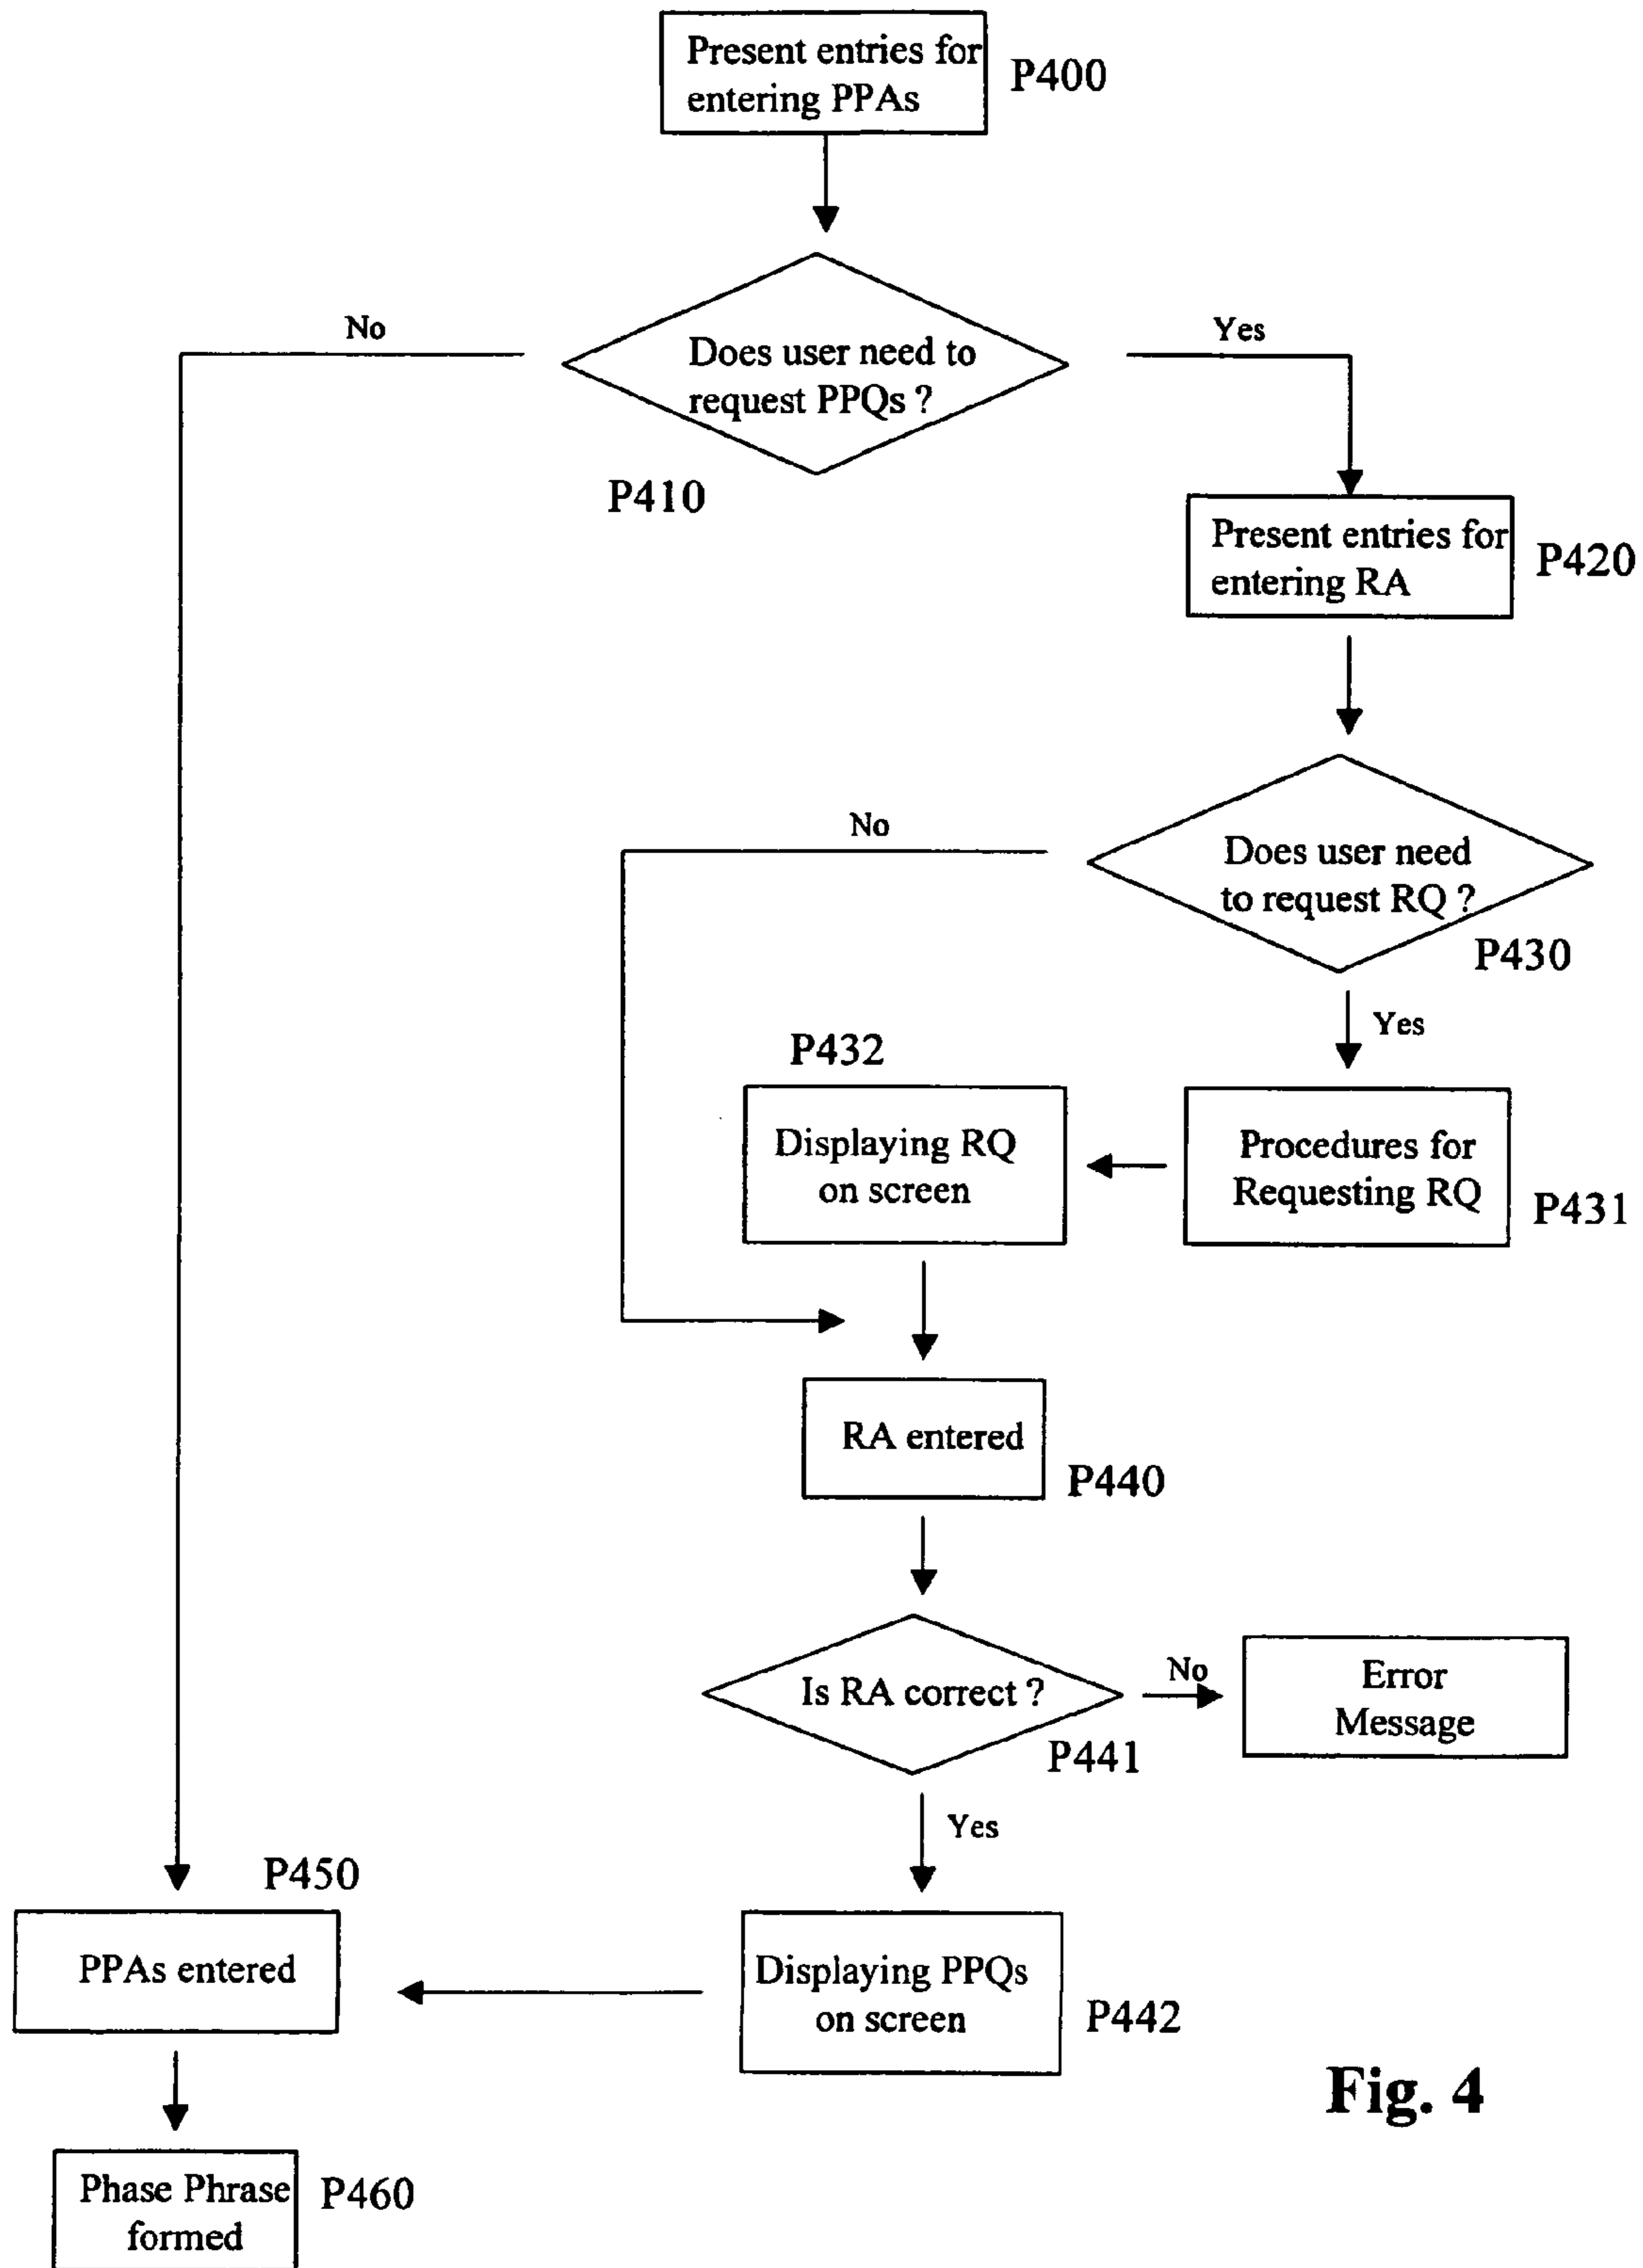 Present entries for
entering PPAs
P400
No
Yes
Does user need to
request PPQs ?
P410
Present entries for
entering RA
P420
No
Does user need
to request RQ ?
P430
Yes
P432
Displaying RQ
on screen
Procedures for
Requesting RQ
P431
RA entered
P440
Is RA correct ?
No
Error
Message
P441
Yes
P450
PPAs entered
Displaying PPQs
on screen
P442
Fig. 4
Phase Phrase
formed
P460